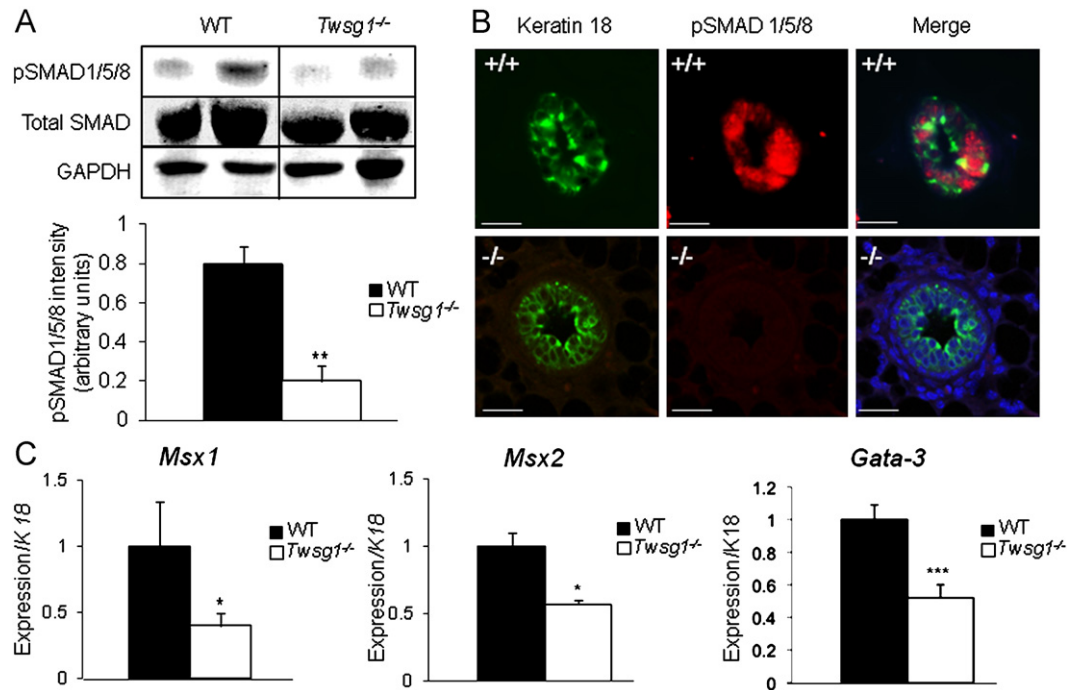 A
WT
Twsg1-/-
pSMAD1/5/8
Total SMAD
GAPDH
pSMAD1/5/8 intensity
(arbitrary units)
1
0.8
0.6
0.4
0.2
0
**
WT
Twsg1-/-
B
Keratin 18
pSMAD 1/5/8
Merge
+/+
+/+
+/+
-/-
-/-
-/-
C
Msx1
Expression/K18
1.5
1
0.5
0
*
WT
Twsg1-/-
Msx2
Expression/K18
1.5
1
0.5
0
*
WT
Twsg1-/-
Gata-3
Expression/K18
1.2
1
0.8
0.6
0.4
0.2
0
***
WT
Twsg1-/-